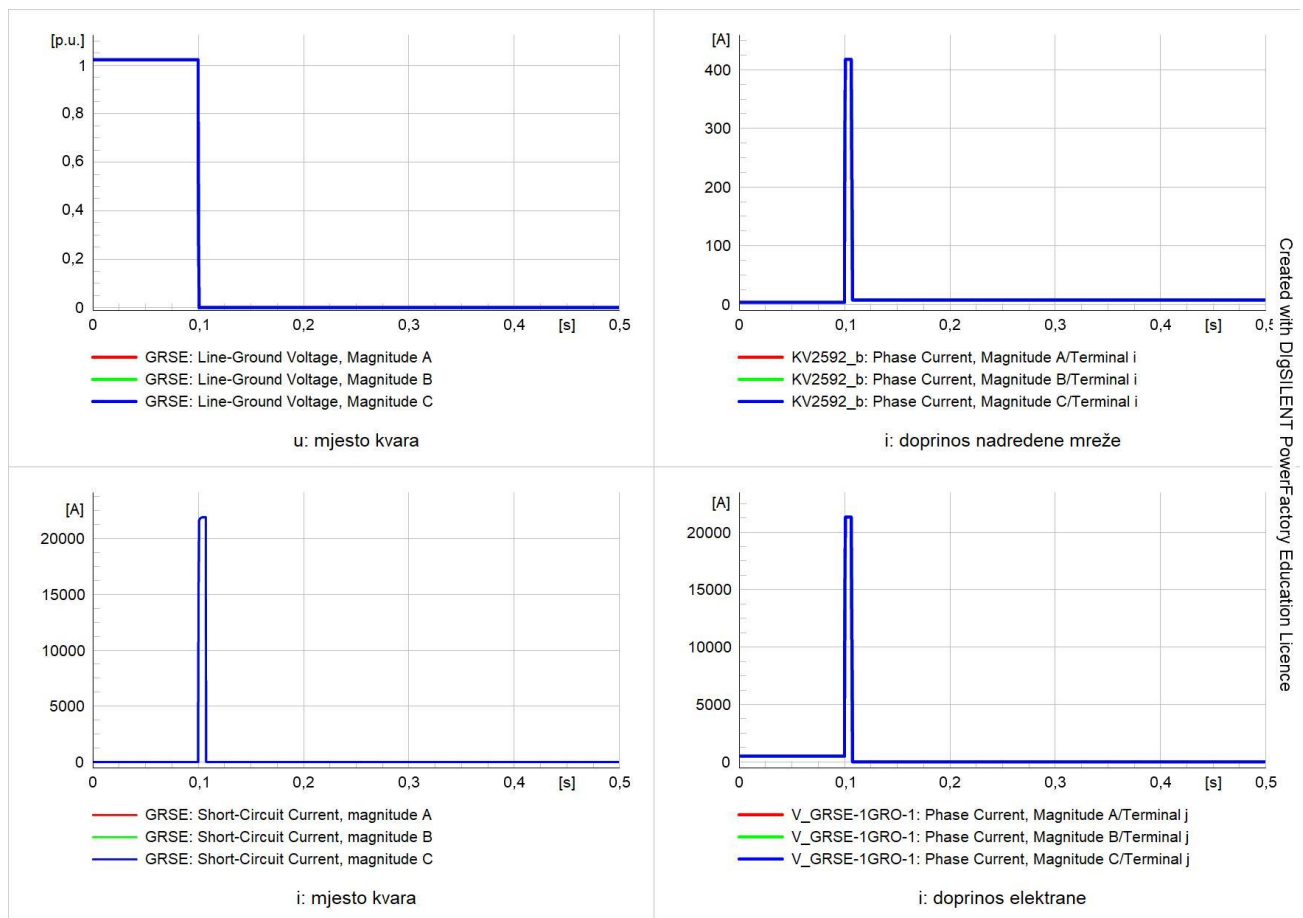 [p.u.]
1
0,8
0,6
0,4
0,2
0
0 0,1 0,2 0,3 0,4 [s] 0,5
GRSE: Line-Ground Voltage, Magnitude A
GRSE: Line-Ground Voltage, Magnitude B
GRSE: Line-Ground Voltage, Magnitude C
u: mjesto kvara
[A]
400
300
200
100
0
0 0,1 0,2 0,3 0,4 [s] 0,5
KV2592_b: Phase Current, Magnitude A/Terminal i
KV2592_b: Phase Current, Magnitude B/Terminal i
KV2592_b: Phase Current, Magnitude C/Terminal i
i: doprinos nadređene mreže
[A]
20000
15000
10000
5000
0
0 0,1 0,2 0,3 0,4 [s] 0,5
GRSE: Short-Circuit Current, magnitude A
GRSE: Short-Circuit Current, magnitude B
GRSE: Short-Circuit Current, magnitude C
i: mjesto kvara
[A]
20000
15000
10000
5000
0
0 0,1 0,2 0,3 0,4 [s] 0,5
V_GRSE-1GRO-1: Phase Current, Magnitude A/Terminal j
V_GRSE-1GRO-1: Phase Current, Magnitude B/Terminal j
V_GRSE-1GRO-1: Phase Current, Magnitude C/Terminal j
i: doprinos elektrane
Created with DIgSILENT PowerFactory Education Licence